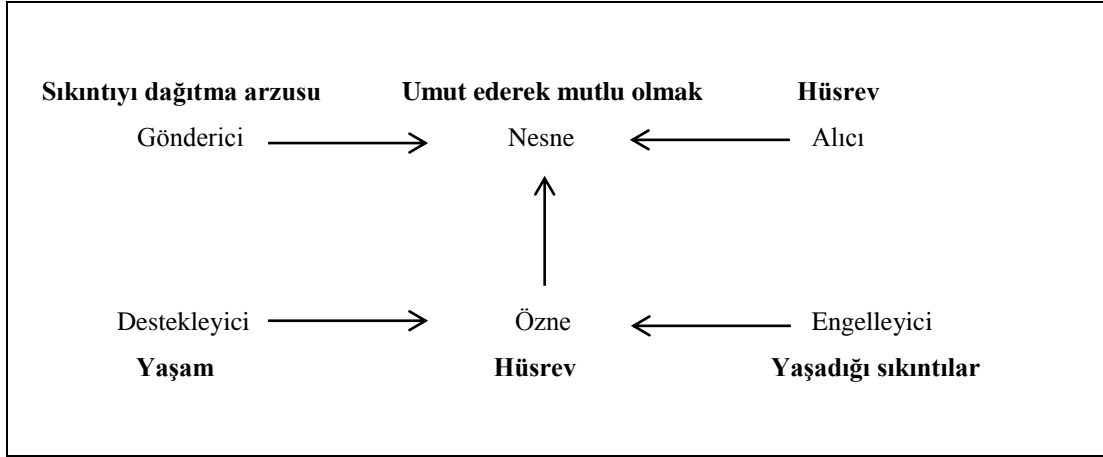 Sıkıntıyı dağıtma arzusu Umut ederek mutlu olmak Hüsrev
Gönderici Nesne Alıcı
Destekleyici Özne Engelleyici
Yaşam Hüsrev Yaşadığı sıkıntılar